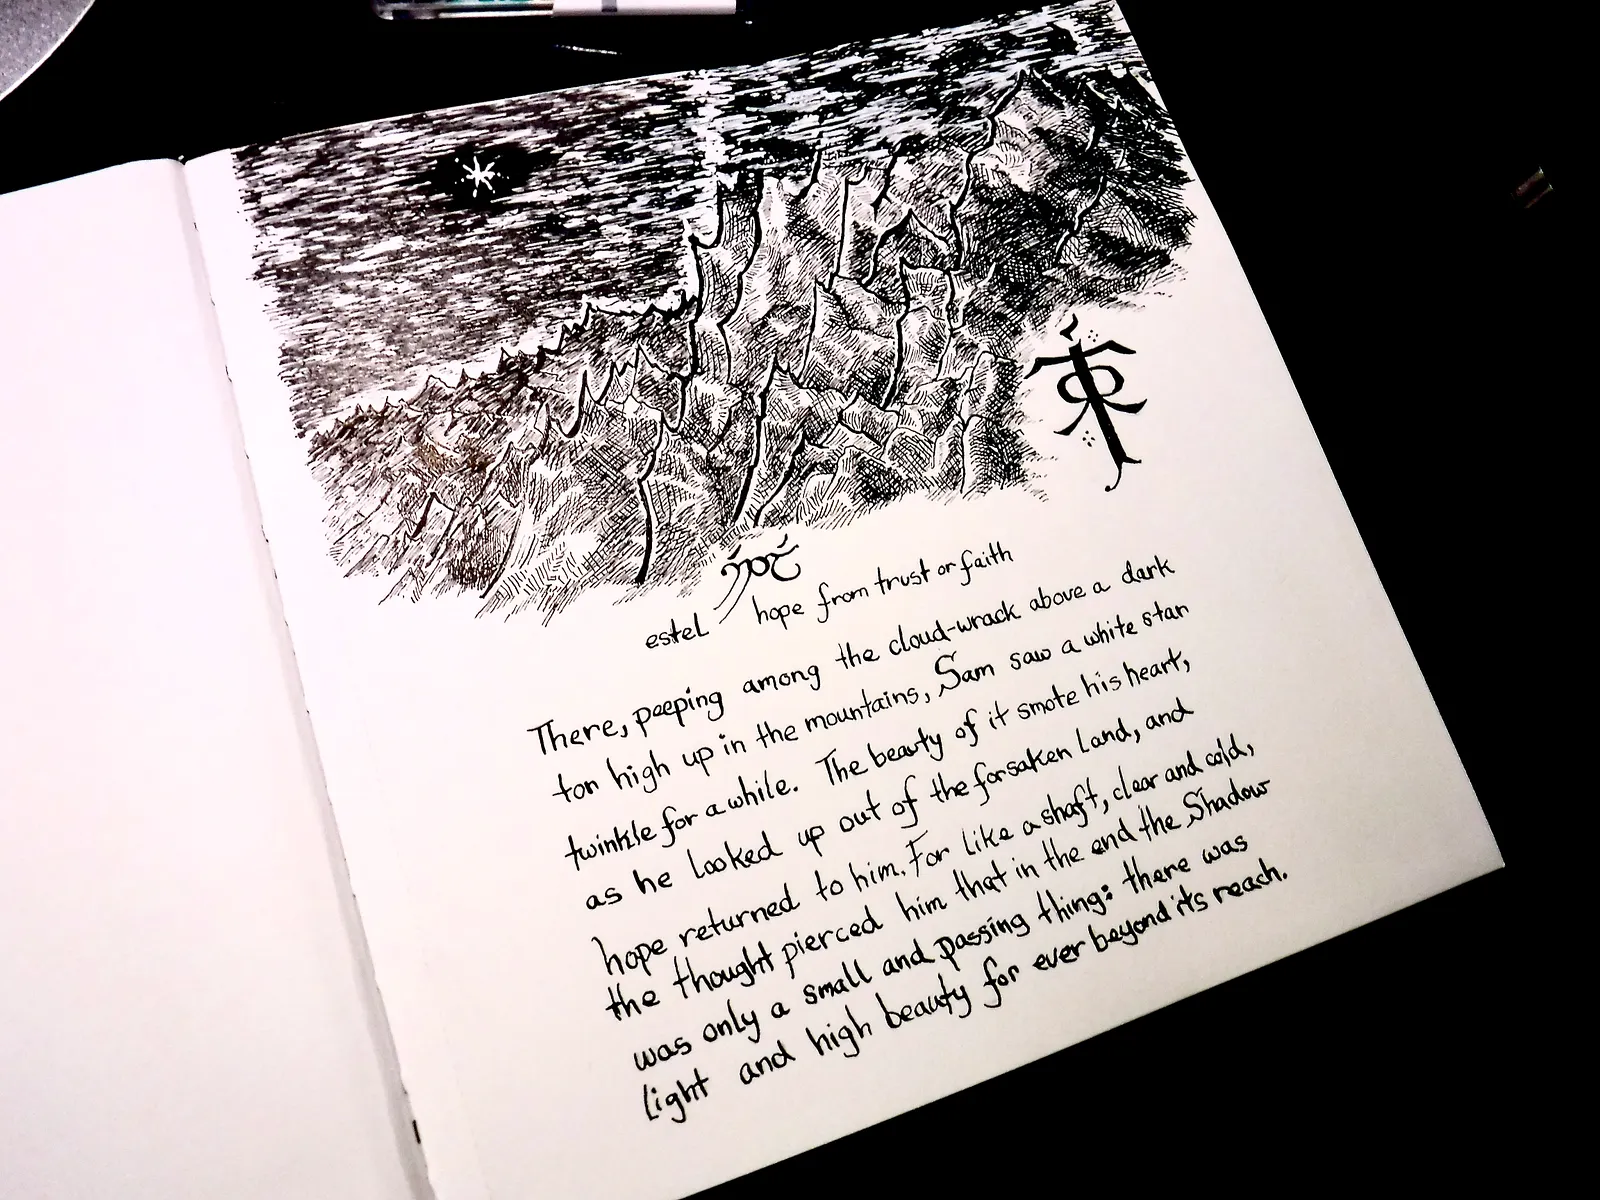 estel hope from trust or faith
There, peeping among the cloud-wrack above a dark
tor high up in the mountains, Sam saw a white star
twinkle for a while. The beauty of it smote his heart,
as he looked up out of the forsaken land, and
hope returned to him. For like a shaft, clear and cold,
the thought pierced him that in the end the Shadow
was only a small and passing thing: there was
light and high beauty for ever beyond its reach.